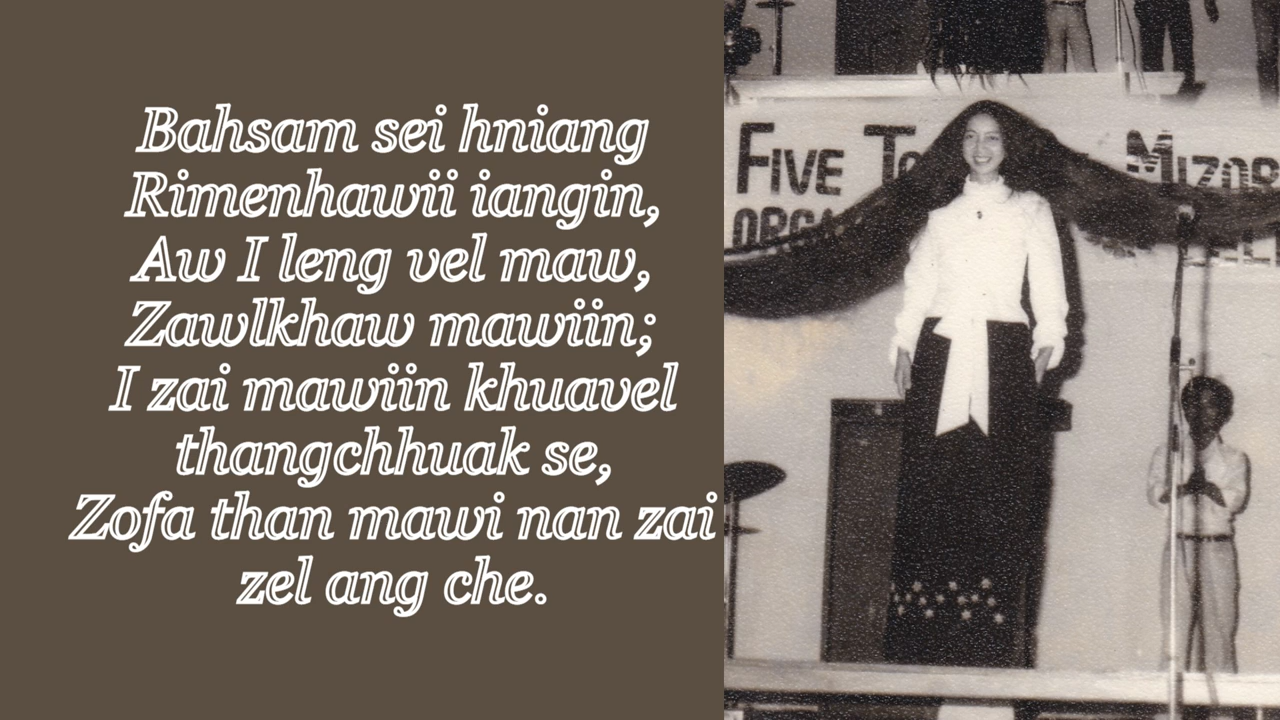 Bahsam sei hniang
Rimenhawii iangin,
Aw I leng vel maw,
Zawlkhaw mawiin;
I zai mawiin khuavel
thangchhuak se,
Zofa than mawi nan zai
zel ang che.
FIVE